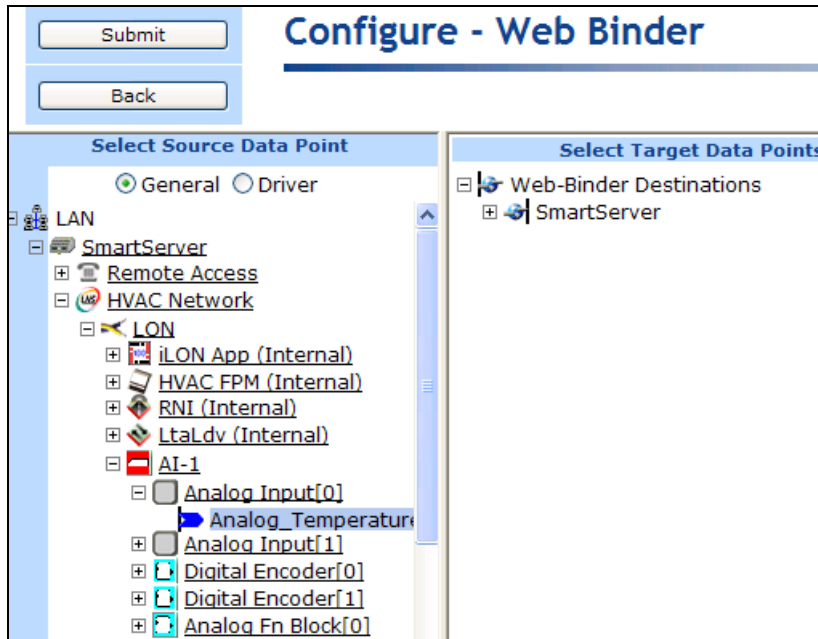 Submit
Configure - Web Binder
Back
Select Source Data Point
General Driver
LAN
SmartServer
Remote Access
HVAC Network
LON
iLON App (Internal)
HVAC FPM (Internal)
RNI (Internal)
LtaLdv (Internal)
AI-1
Analog Input[0]
Analog_Temperature
Analog Input[1]
Digital Encoder[0]
Digital Encoder[1]
Analog Fn Block[0]
Select Target Data Points
Web-Binder Destinations
SmartServer